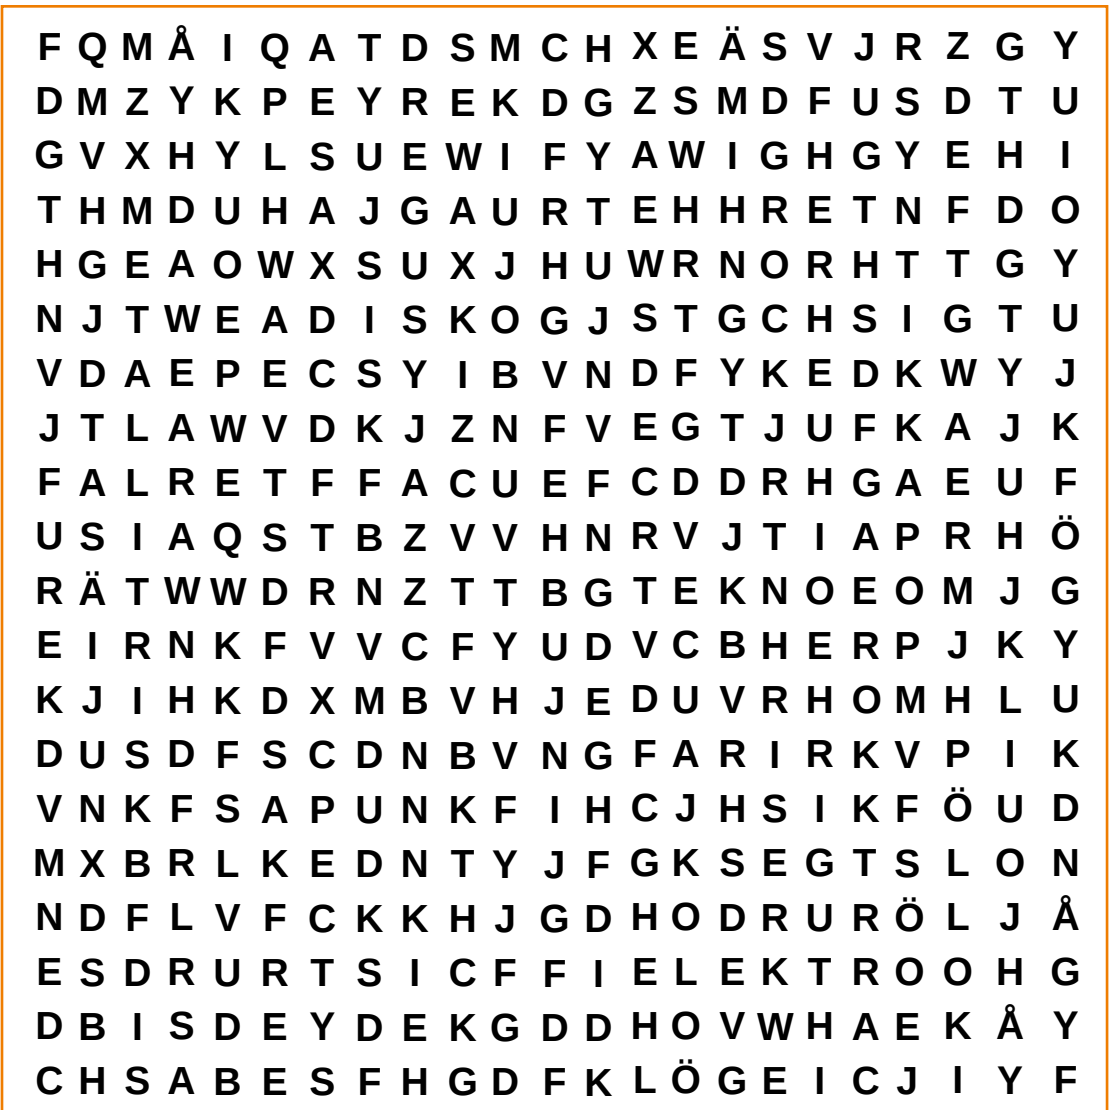 F Q M Å I Q A T D S M C H X E Ä S V J R Z G Y
D M Z Y K P E Y R E K D G Z S M D F U S D T U
G V X H Y L S U E W I F Y A W I G H G Y E H I
T H M D U H A J G A U R T E H H R E T N F D O
H G E A O W X S U X J H U W R N O R H T T G Y
N J T W E A D I S K O G J S T G C H S I G T U
V D A E P E C S Y I B V N D F Y K E D K W Y J
J T L A W V D K J Z N F V E G T J U F K A J K
F A L R E T F F A C U E F C D D R H G A E U F
U S I A Q S T B Z V V H N R V J T I A P R H Ö
R Ä T W W D R N Z T T B G T E K N O E O M J G
E I R N K F V V C F Y U D V C B H E R P J K Y
K J I H K D X M B V H J E D U V R H O M H L U
D U S D F S C D N B V N G F A R I R K V P I K
V N K F S A P U N K F I H C J H S I K F Ö U D
M X B R L K E D N T Y J F G K S E G T S L O N
N D F L V F C K K H J G D H O D R U R Ö L J Å
E S D R U R T S I C F F I E L E K T R O O H G
D B I S D E Y D E K G D D H O V W H A E K Å Y
C H S A B E S F H G D F K L Ö G E I C J I Y F